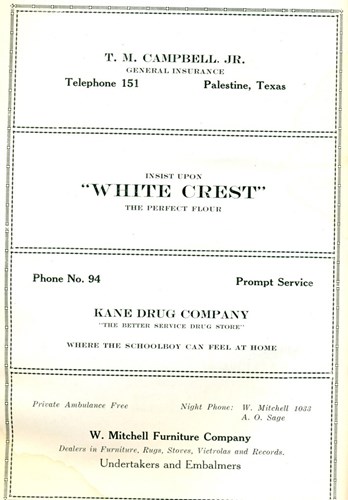 T. M. CAMPBELL, JR.
GENERAL INSURANCE
Telephone 151 Palestine, Texas
INSIST UPON
"WHITE CREST"
THE PERFECT FLOUR
Phone No. 94 Prompt Service
KANE DRUG COMPANY
"THE BETTER SERVICE DRUG STORE"
WHERE THE SCHOOLBOY CAN FEEL AT HOME
Private Ambulance Free Night Phone: W. Mitchell 1033
A. O. Sage
W. Mitchell Furniture Company
Dealers in Furniture, Rugs, Stoves, Victrolas and Records.
Undertakers and Embalmers